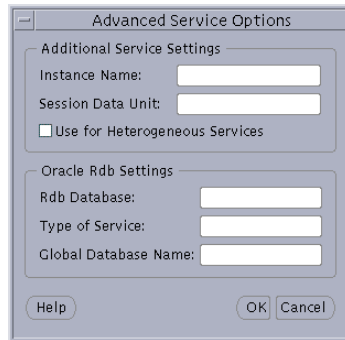 Advanced Service Options
Additional Service Settings
Instance Name:
Session Data Unit:
Use for Heterogeneous Services
Oracle Rdb Settings
Rdb Database:
Type of Service:
Global Database Name:
Help OK Cancel